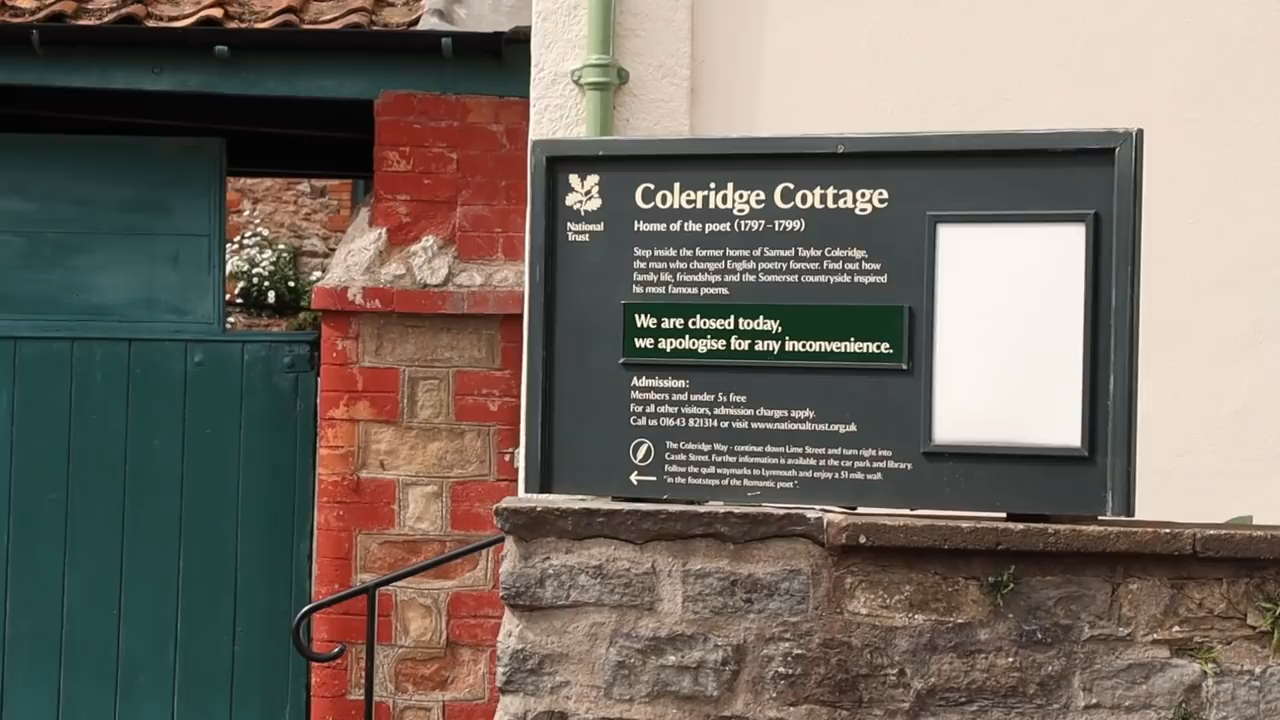 National
Trust
Coleridge Cottage
Home of the poet (1797-1799)
Step inside the former home of Samuel Taylor Coleridge,
the man who changed English poetry forever. Find out how
family life, friendships and the Somerset countryside inspired
his most famous poems.
We are closed today,
we apologise for any inconvenience.
Admission:
Members and under 5s free
For all other visitors, admission charges apply.
Call us 01643 821314 or visit www.nationaltrust.org.uk
The Coleridge Way - continue down Lime Street and turn right into
Castle Street. Further information is available at the car park and library.
Follow the quill waymarks to Lynmouth and enjoy a 51 mile walk
"in the footsteps of the Romantic poet".